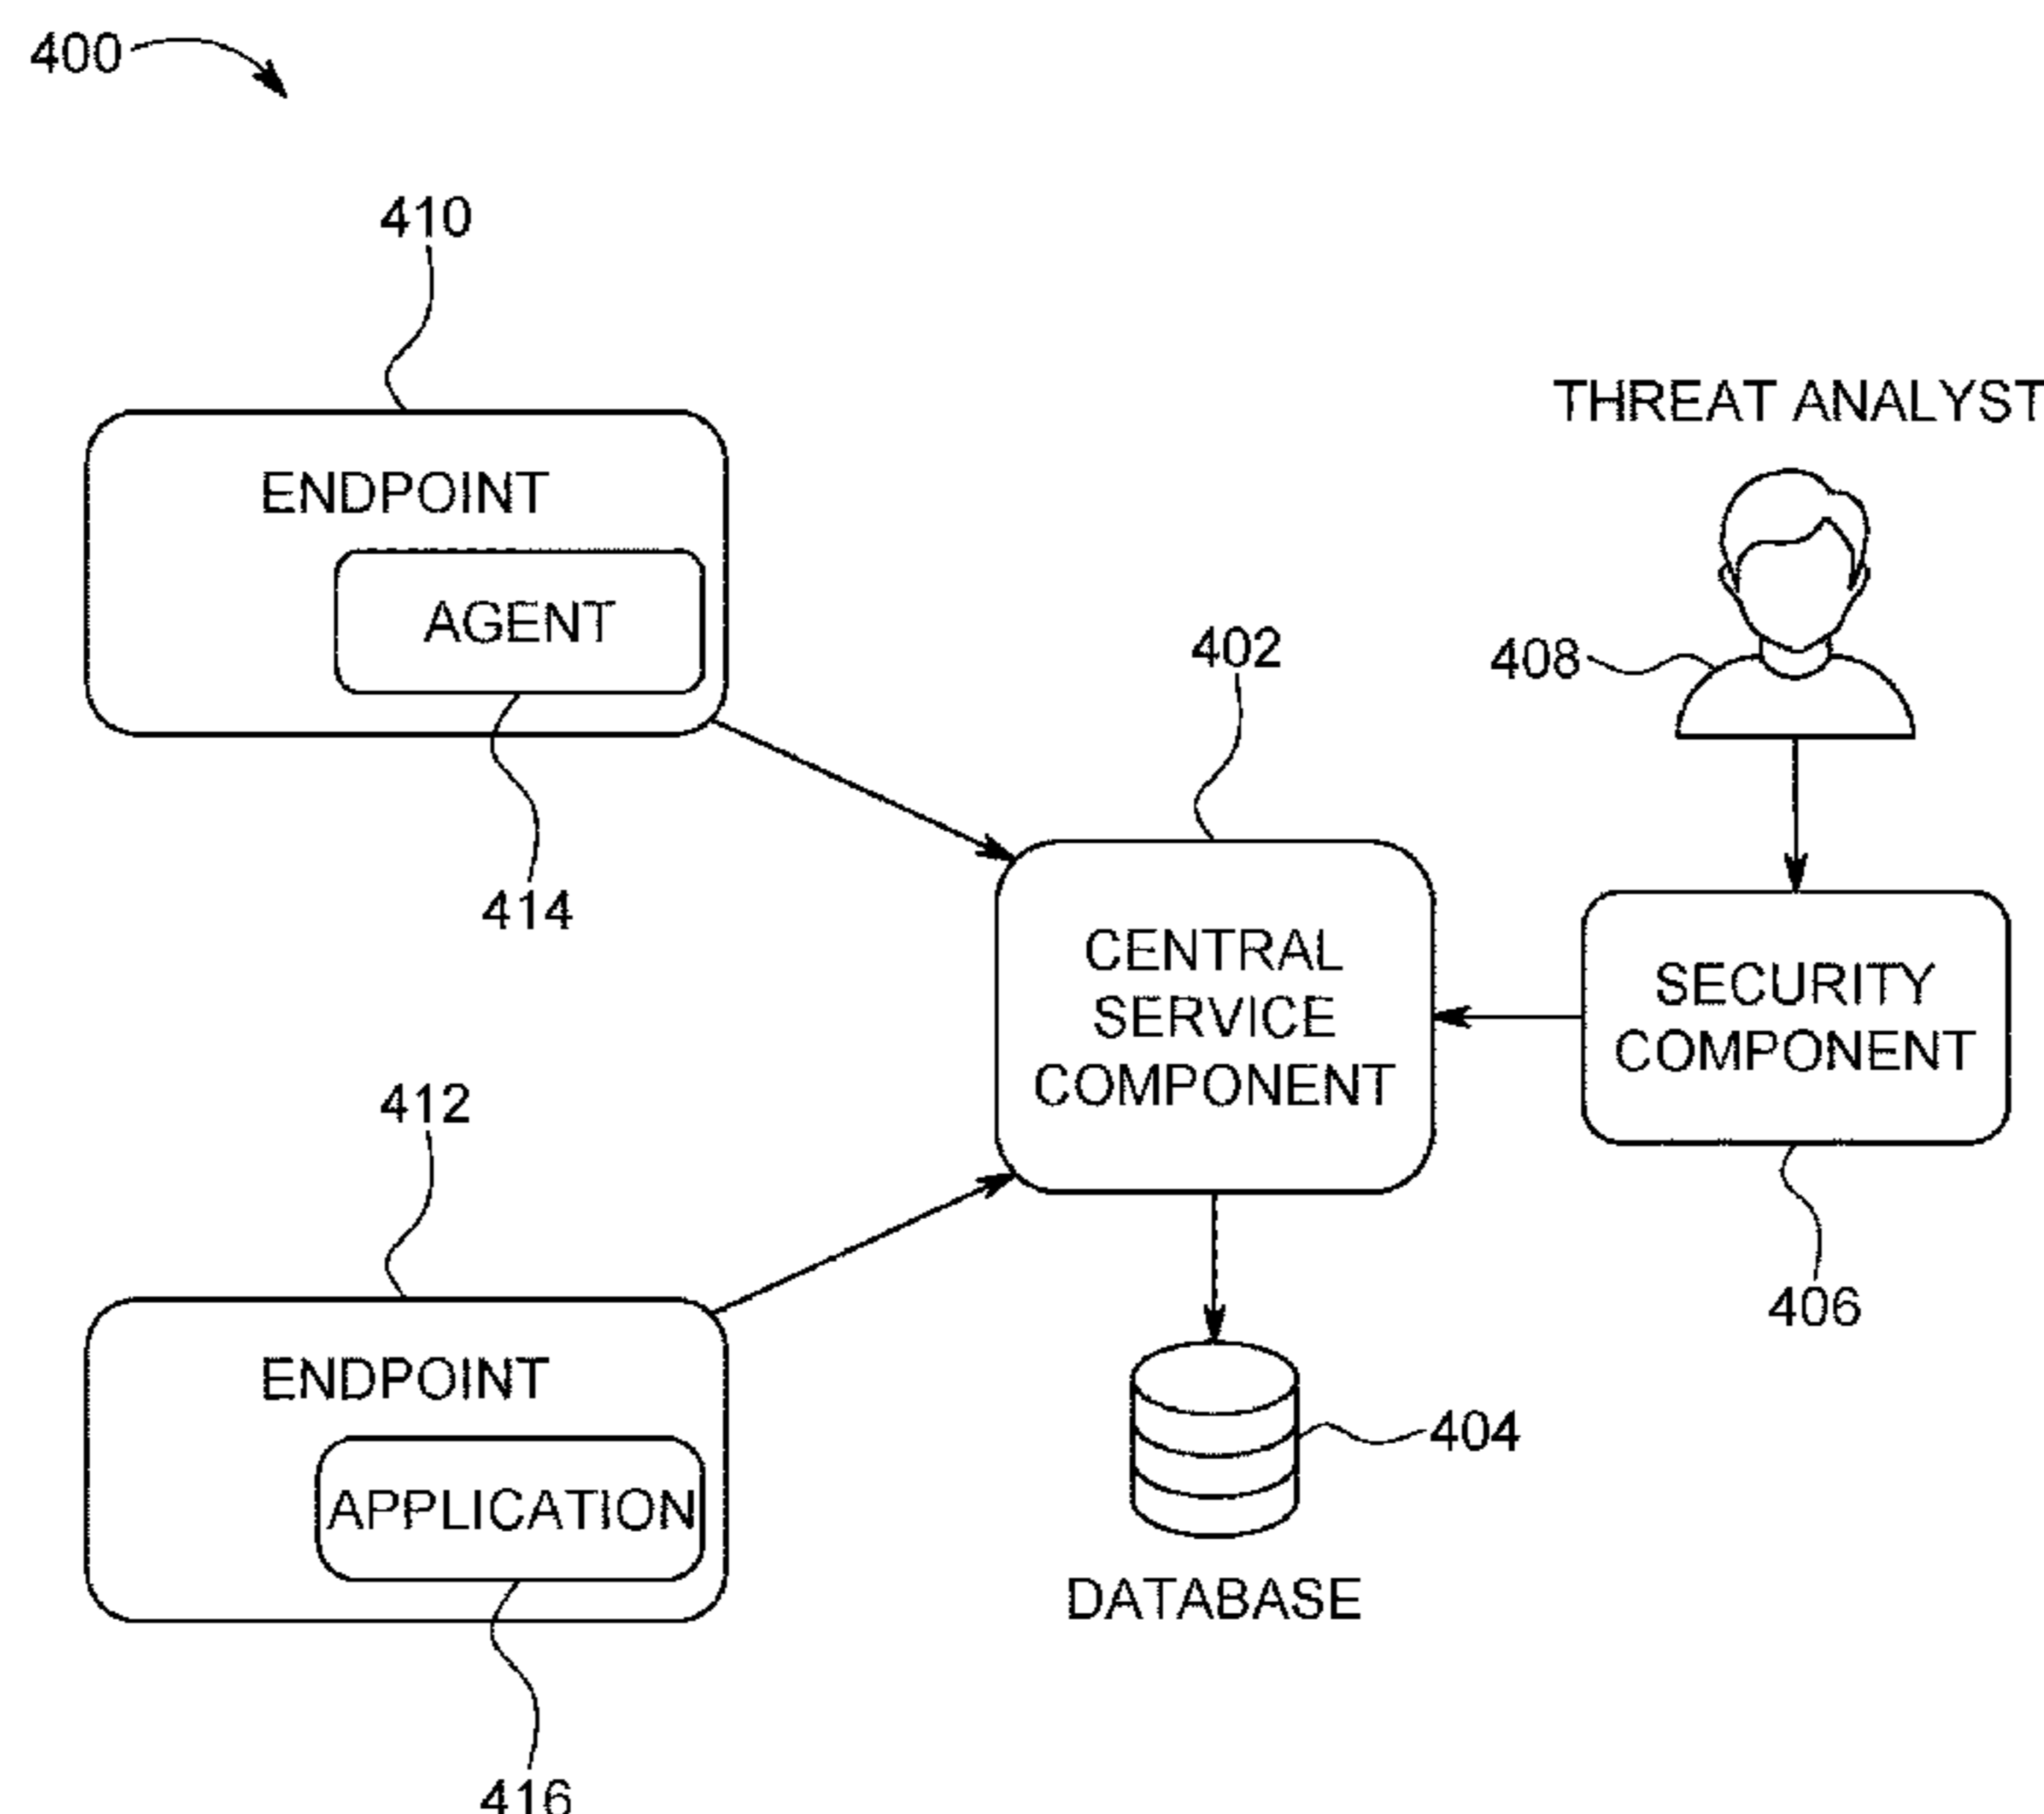 400
410
THREAT ANALYST
ENDPOINT
AGENT
402
408
414
CENTRAL
SERVICE
COMPONENT
SECURITY
COMPONENT
412
406
ENDPOINT
404
APPLICATION
DATABASE
416